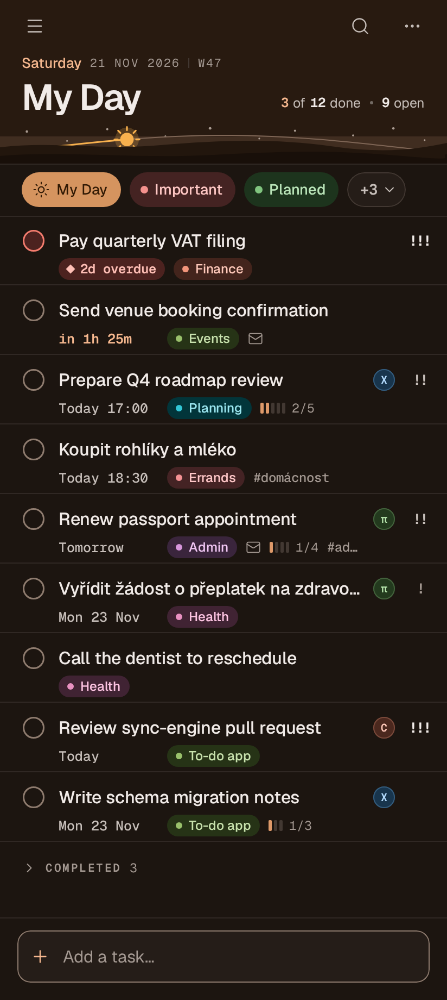 Saturday 21 NOV 2026 | W47
My Day
3 of 12 done • 9 open
My Day Important Planned +3
Pay quarterly VAT filing !!!
2d overdue Finance
Send venue booking confirmation
in 1h 25m Events
Prepare Q4 roadmap review X !!
Today 17:00 Planning 2/5
Koupit rohlíky a mléko
Today 18:30 Errands #domácnost
Renew passport appointment π !!
Tomorrow Admin 1/4 #ad…
Vyřídit žádost o přeplatek na zdravo… π !
Mon 23 Nov Health
Call the dentist to reschedule
Health
Review sync-engine pull request C !!!
Today To-do app
Write schema migration notes X
Mon 23 Nov To-do app 1/3
COMPLETED 3
+ Add a task…